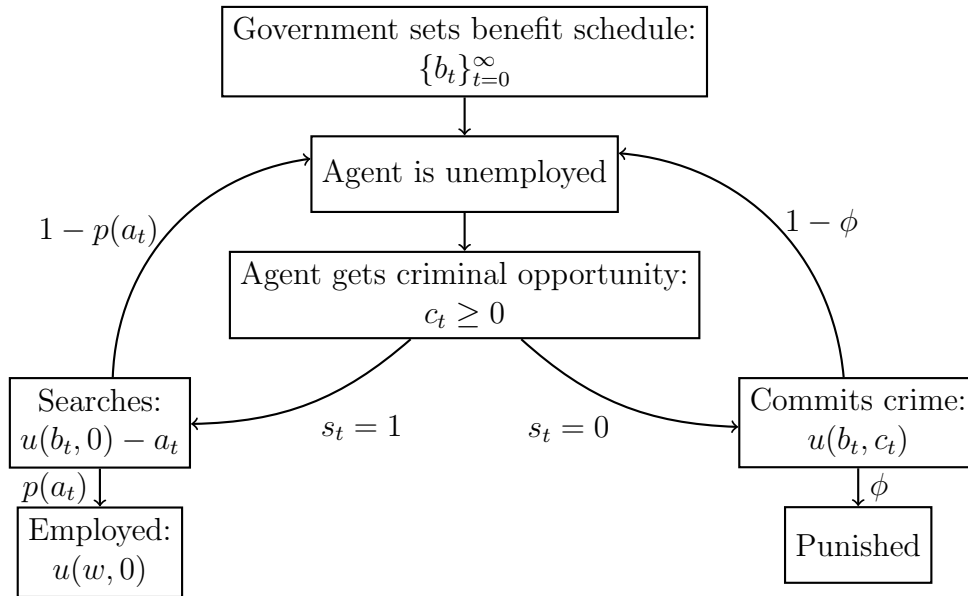 Government sets benefit schedule:
$\{b_t\}_{t=0}^{\infty}$
Agent is unemployed
$1 - p(a_t)$
$1 - \phi$
Agent gets criminal opportunity:
$c_t \geq 0$
Searches:
$u(b_t, 0) - a_t$
$s_t = 1$
$s_t = 0$
Commits crime:
$u(b_t, c_t)$
$p(a_t)$
$\phi$
Employed:
$u(w, 0)$
Punished